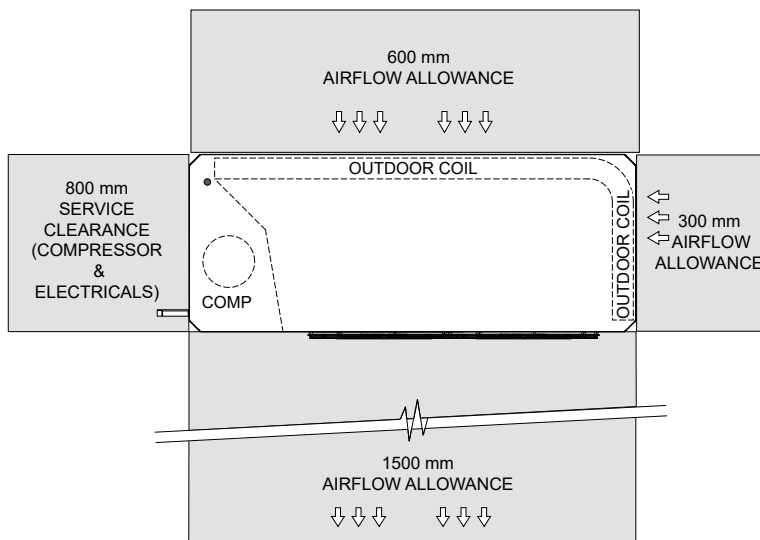 600 mm
AIRFLOW ALLOWANCE
OUTDOOR COIL
800 mm
SERVICE
CLEARANCE
(COMPRESSOR
&
ELECTRICALS)
COMP
OUTDOOR COIL
300 mm
AIRFLOW
ALLOWANCE
1500 mm
AIRFLOW ALLOWANCE